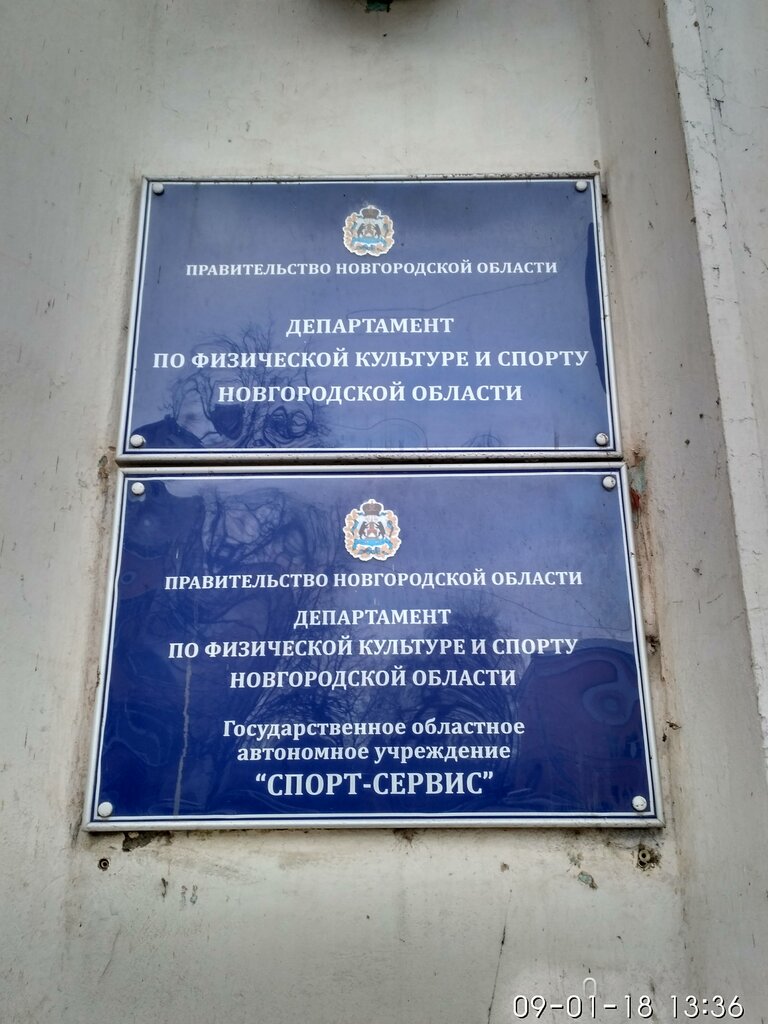 ПРАВИТЕЛЬСТВО НОВГОРОДСКОЙ ОБЛАСТИ
ДЕПАРТАМЕНТ
ПО ФИЗИЧЕСКОЙ КУЛЬТУРЕ И СПОРТУ
НОВГОРОДСКОЙ ОБЛАСТИ
ПРАВИТЕЛЬСТВО НОВГОРОДСКОЙ ОБЛАСТИ
ДЕПАРТАМЕНТ
ПО ФИЗИЧЕСКОЙ КУЛЬТУРЕ И СПОРТУ
НОВГОРОДСКОЙ ОБЛАСТИ
Государственное областное
автономное учреждение
“СПОРТ-СЕРВИС”
09-01-18 13:36